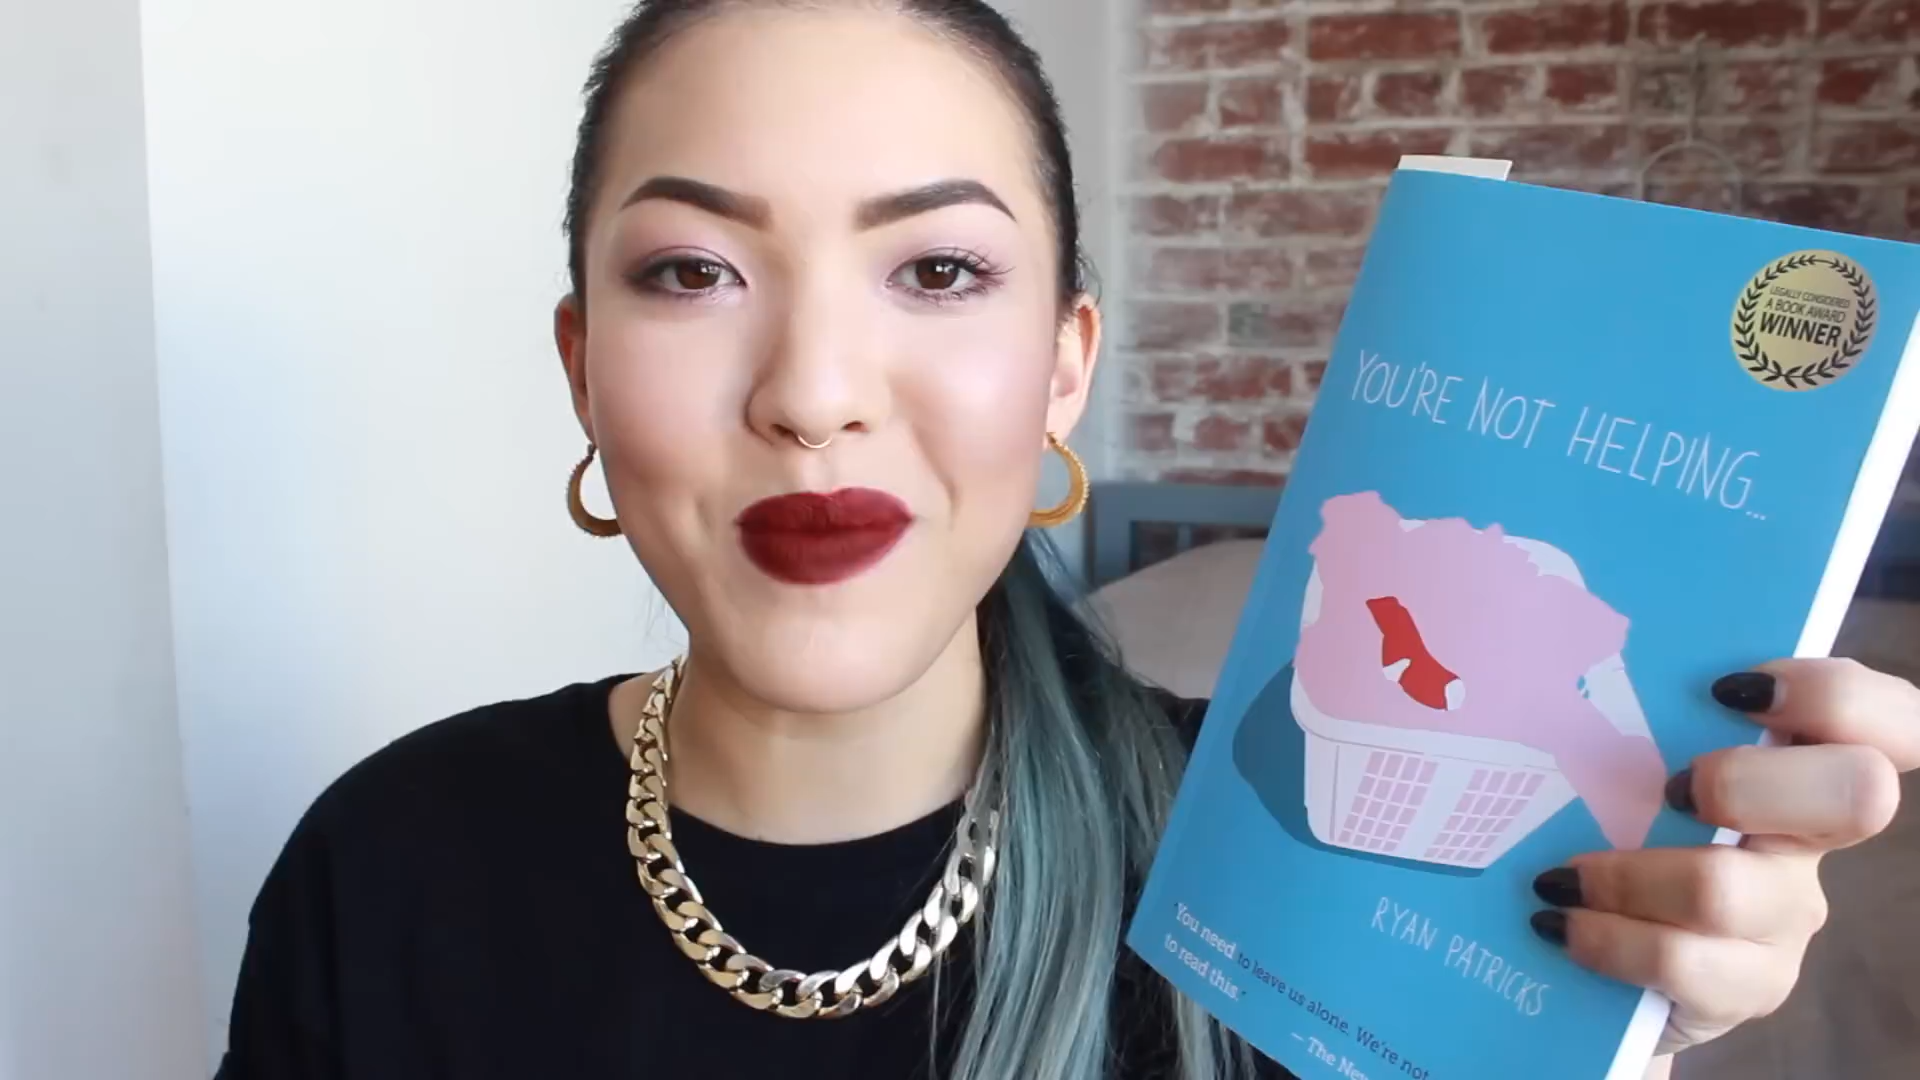 LEGALLY CONSIDERED
A BOOK AWARD
WINNER
YOU'RE NOT HELPING...
RYAN PATRICKS
"You need to leave us alone. We're not
to read this."
— The New